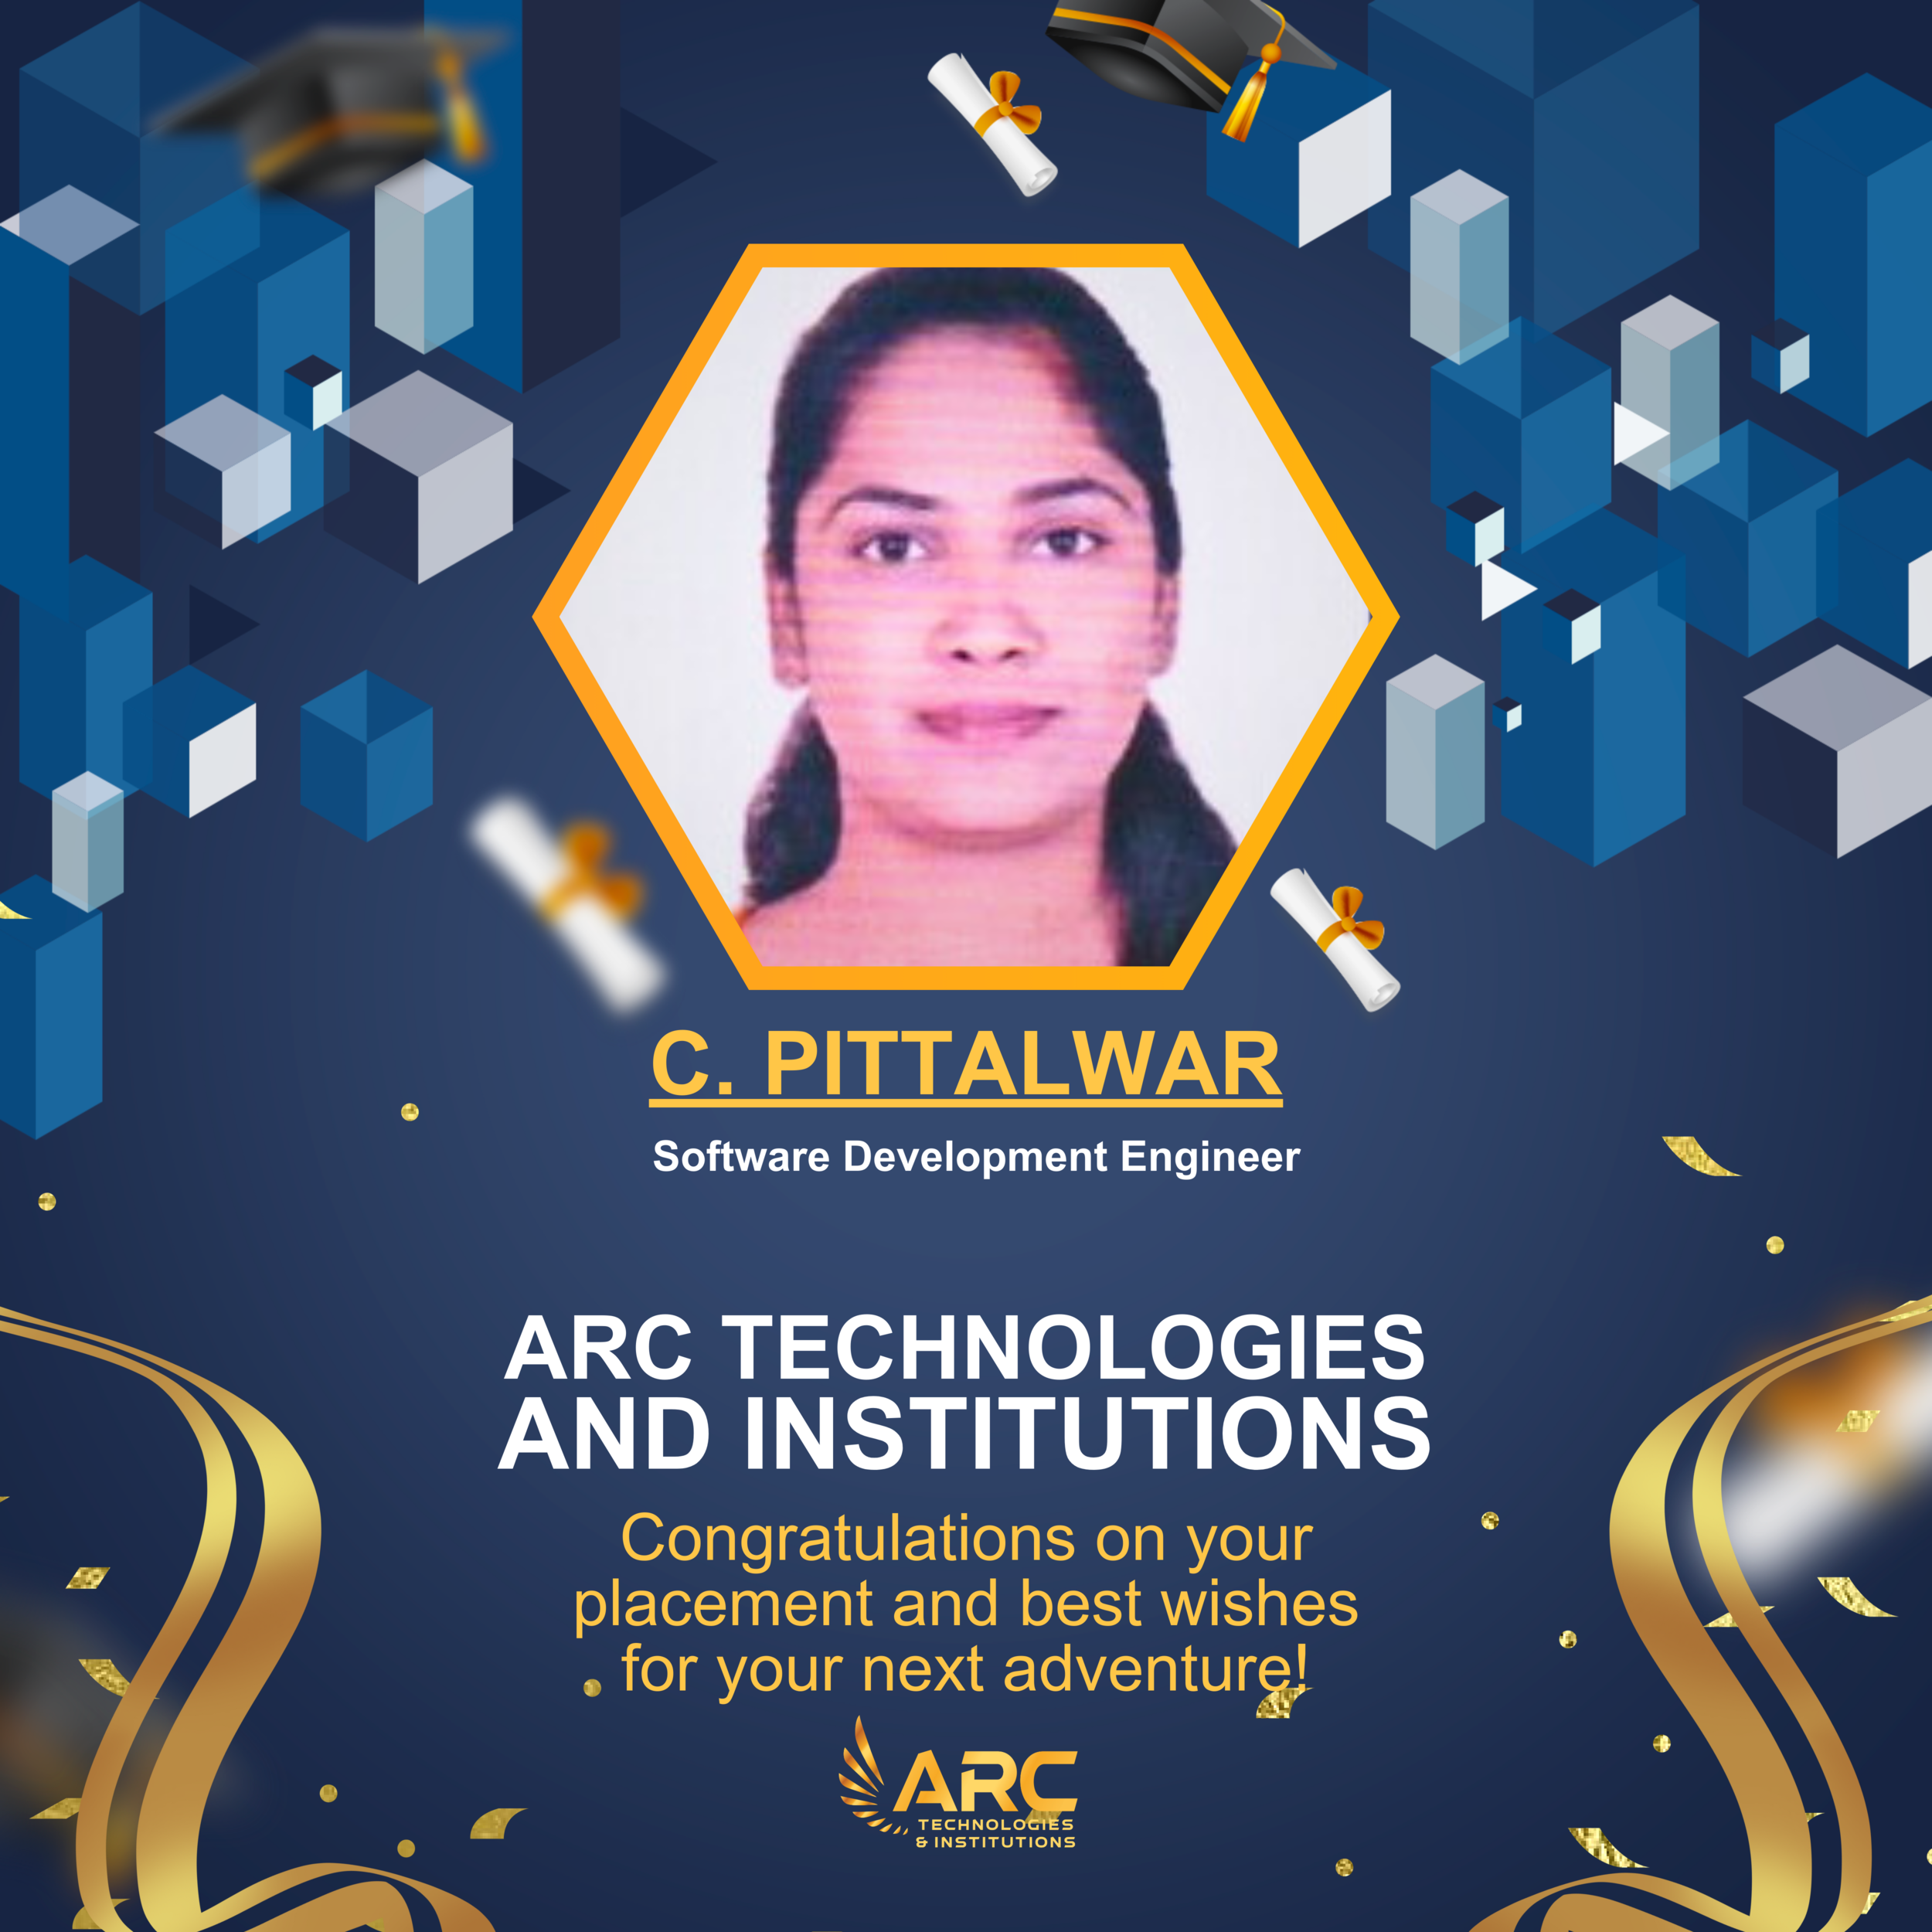 C. PITTALWAR
Software Development Engineer
ARC TECHNOLOGIES
AND INSTITUTIONS
Congratulations on your
placement and best wishes
for your next adventure!
ARC
TECHNOLOGIES
& INSTITUTIONS